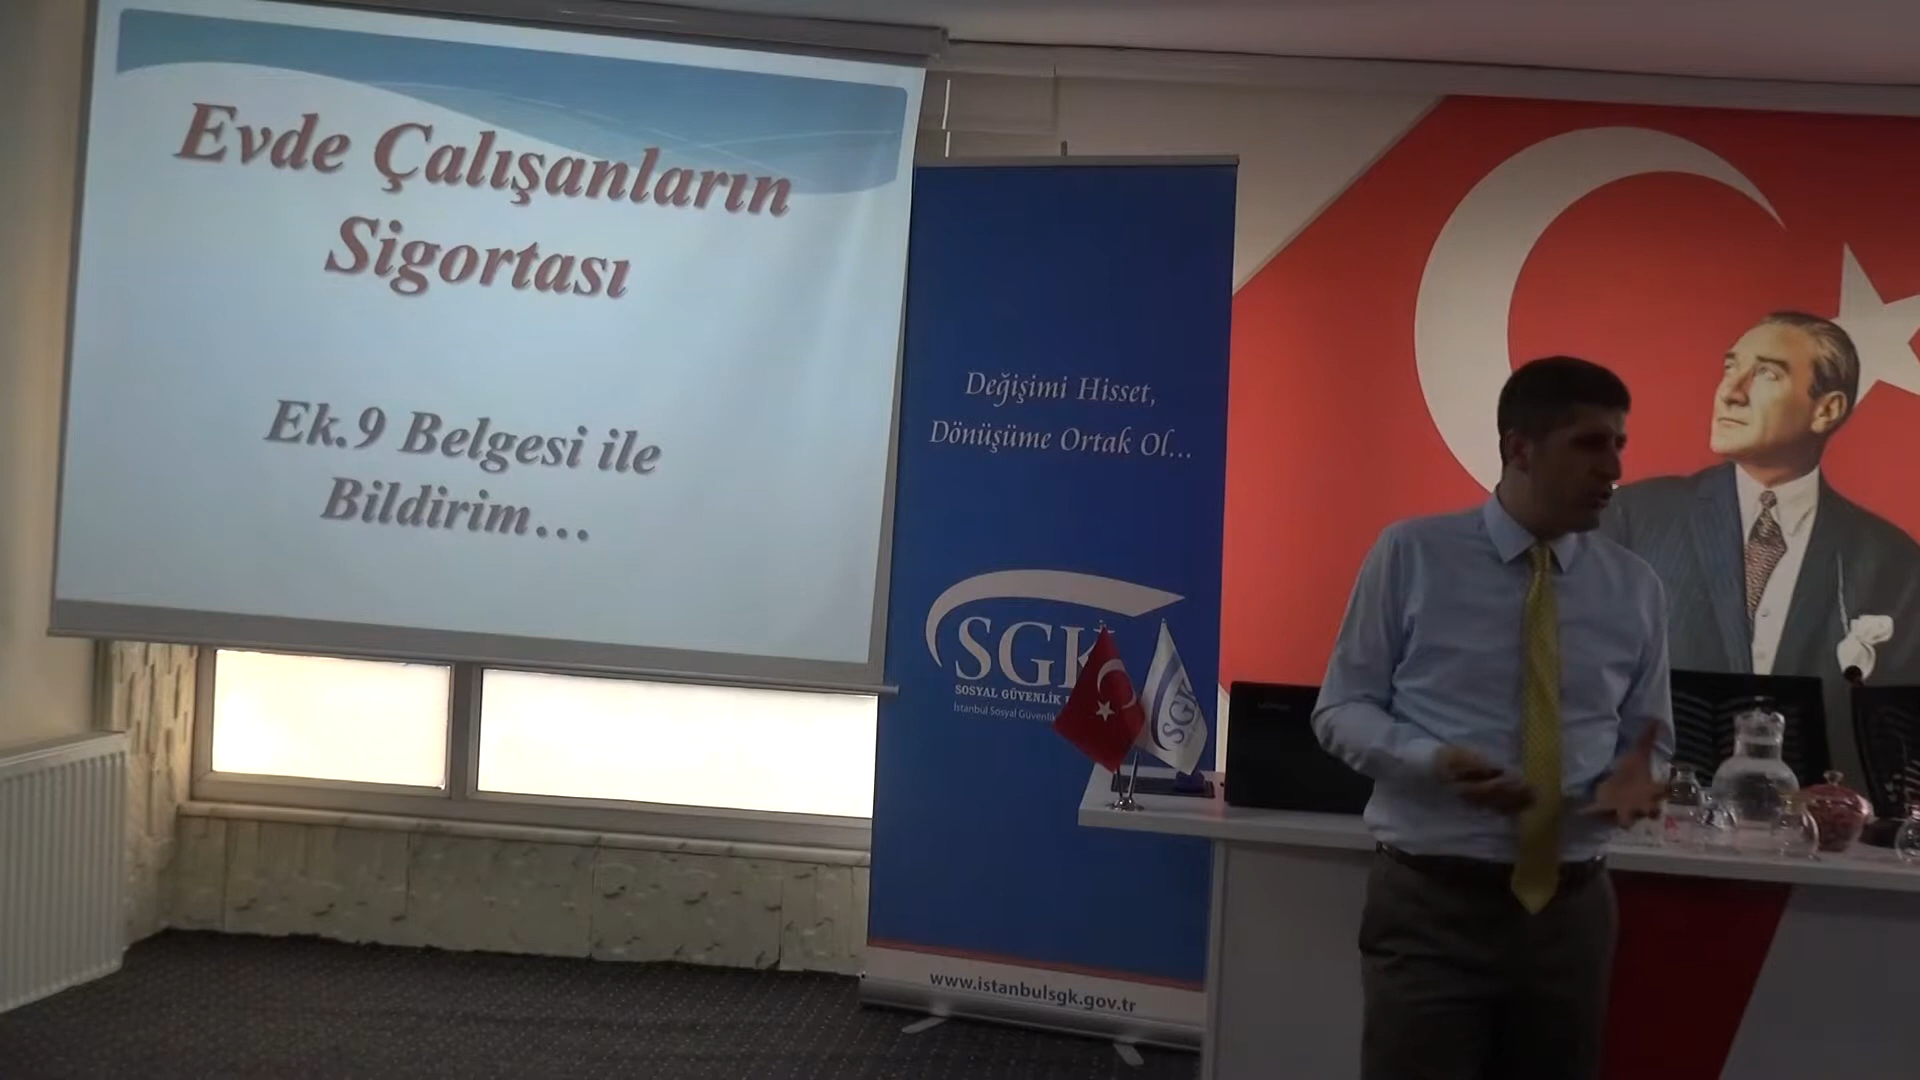 Evde Çalışanların
Sigortası
Ek.9 Belgesi ile
Bildirim...
Değişimi Hisset,
Dönüşüme Ortak Ol...
SGK
SOSYAL GÜVENLİK
İstanbul Sosyal Güvenlik
SGK
www.istanbulsgk.gov.tr